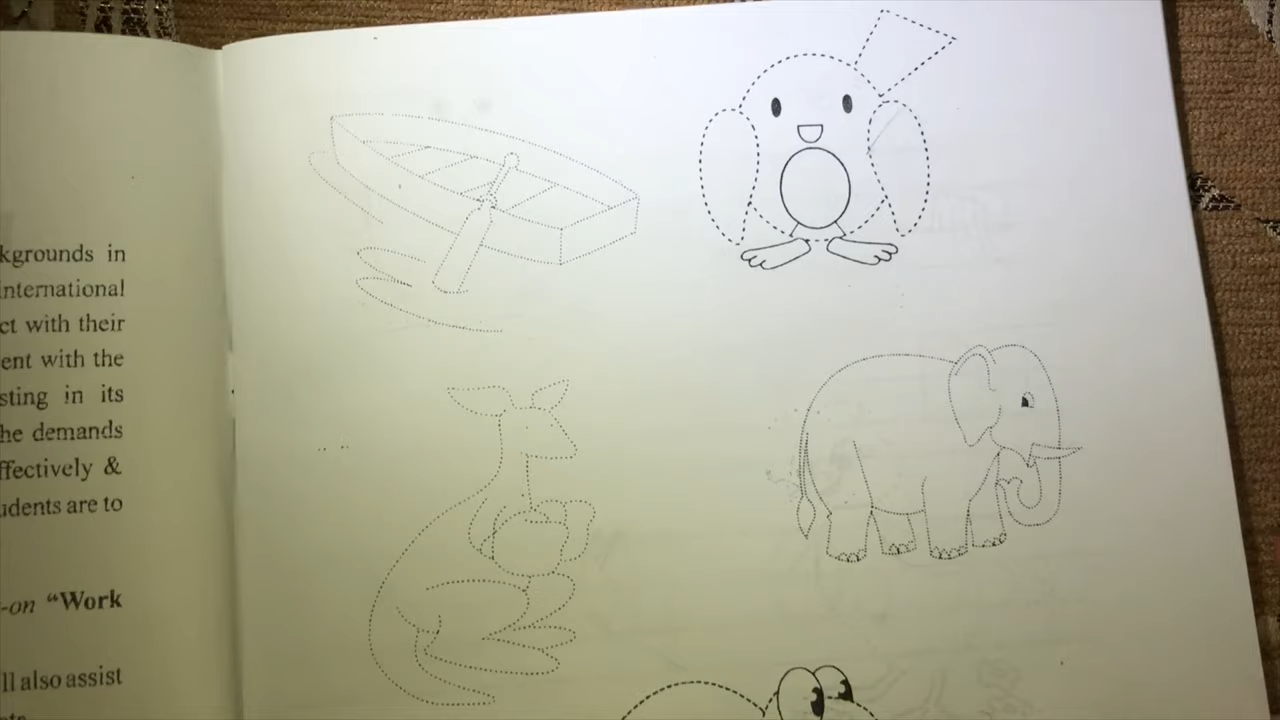 kgrounds in
international
ct with their
ent with the
sting in its
he demands
ffectively &
udents are to
-on "Work
ll also assist